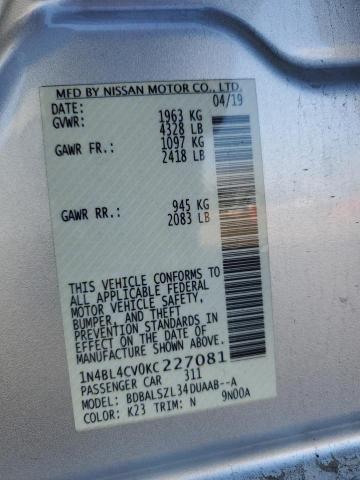 MFD BY NISSAN MOTOR CO., LTD.
DATE: 04/19
GVWR: 1963 KG
4328 LB
GAWR FR.: 1097 KG
2418 LB
GAWR RR.: 945 KG
2083 LB
THIS VEHICLE CONFORMS TO
ALL APPLICABLE FEDERAL
MOTOR VEHICLE SAFETY,
BUMPER, AND THEFT
PREVENTION STANDARDS IN
EFFECT ON THE DATE OF
MANUFACTURE SHOWN ABOVE.
1N4BL4CV0KC227081
PASSENGER CAR 311
MODEL: BDBALSZL34DUAAB--A
COLOR: K23 TRIM: N 9N00A